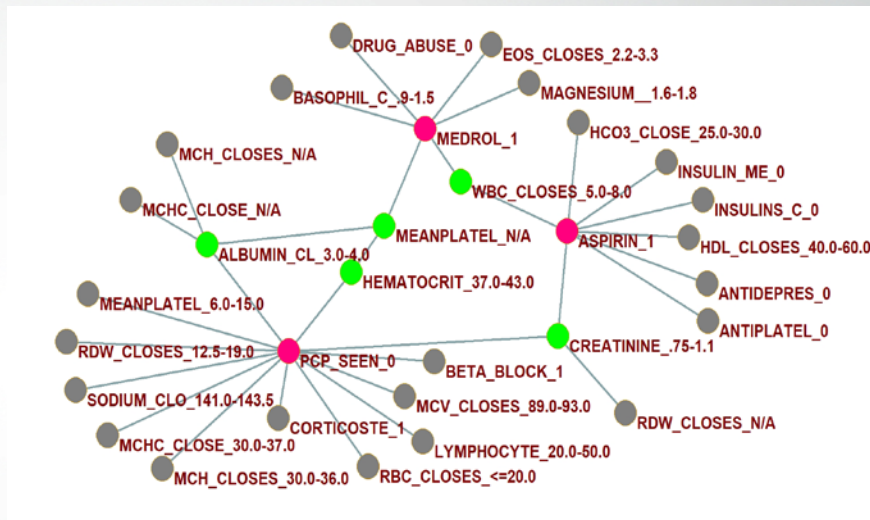 DRUG_ABUSE_0
EOS_CLOSES_2.2-3.3
BASOPHIL_C_.9-1.5
MAGNESIUM__1.6-1.8
MEDROL_1
HCO3_CLOSE_25.0-30.0
MCH_CLOSES_N/A
INSULIN_ME_0
WBC_CLOSES_5.0-8.0
INSULINS_C_0
MCHC_CLOSE_N/A
MEANPLATEL_N/A
ASPIRIN_1
HDL_CLOSES_40.0-60.0
ALBUMIN_CL_3.0-4.0
HEMATOCRIT_37.0-43.0
ANTIDEPRES_0
MEANPLATEL_6.0-15.0
ANTIPLATEL_0
RDW_CLOSES_12.5-19.0
PCP_SEEN_0
CREATININE_.75-1.1
BETA_BLOCK_1
SODIUM_CLO_141.0-143.5
MCV_CLOSES_89.0-93.0
CORTICOSTE_1
RDW_CLOSES_N/A
MCHC_CLOSE_30.0-37.0
LYMPHOCYTE_20.0-50.0
MCH_CLOSES_30.0-36.0
RBC_CLOSES_<=20.0